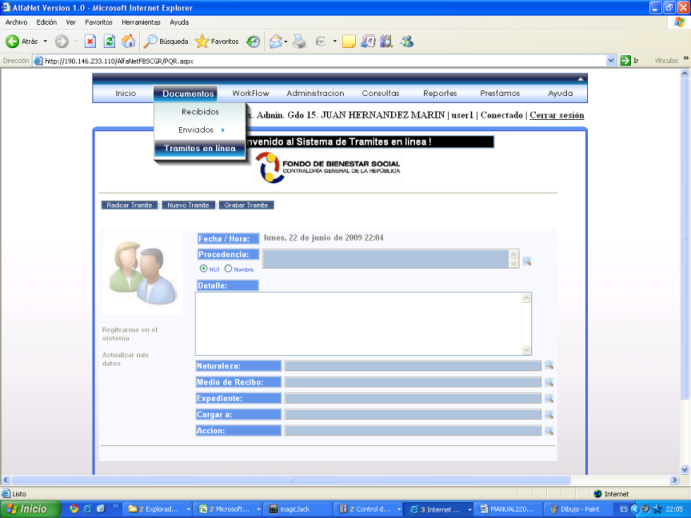 AlfaNet Version 1.0 - Microsoft Internet Explorer
Archivo Edición Ver Favoritos Herramientas Ayuda
Atrás Búsqueda Favoritos
Dirección http://190.146.233.110/AlfaNetFBSCGR/PQR.aspx Ir Vínculos »
Inicio Documentos WorkFlow Administracion Consultas Reportes Prestamos Ayuda
Recibidos
Enviados
Tramites en linea
x. Admin. Gdo 15. JUAN HERNANDEZ MARIN | user1 | Conectado | Cerrar sesión
nvenido al Sistema de Tramites en linea !
FONDO DE BIENESTAR SOCIAL
CONTRALORÍA GENERAL DE LA REPÚBLICA
Radicar Tramite Nuevo Tramite Grabar Tramite
Fecha / Hora: lunes, 22 de junio de 2009 22:04
Procedencia:
NUI Nombre
Detalle:
Regitrarme en el
sistema
Actualizar mis
datos
Naturaleza:
Medio de Recibo:
Expediente:
Cargar a:
Accion:
Listo Internet
Inicio 2 Explorad... 2 Microsoft... magicJack 2 Control d... 3 Internet ... MANUAL220... Dibujo - Paint ES 22:05